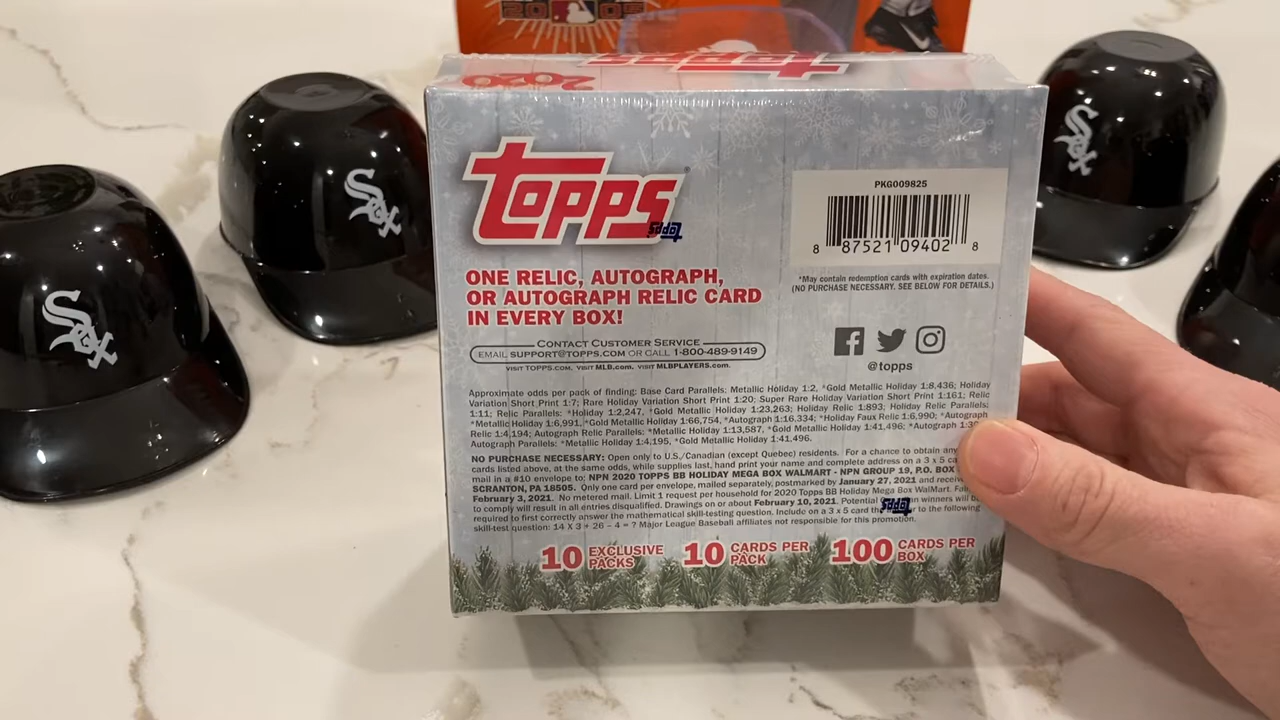 2005
Topps
2020
Topps
Topps
PKG009825
8 87521 09402 8
*May contain redemption cards with expiration dates.
(NO PURCHASE NECESSARY. SEE BELOW FOR DETAILS.)
ONE RELIC, AUTOGRAPH,
OR AUTOGRAPH RELIC CARD
IN EVERY BOX!
CONTACT CUSTOMER SERVICE
EMAIL SUPPORT@TOPPS.COM OR CALL 1-800-489-9149
VISIT TOPPS.COM. VISIT MLB.com. VISIT MLBPLAYERS.com.
@topps
Approximate odds per pack of finding: Base Card Parallels: Metallic Holiday 1:2, *Gold Metallic Holiday 1:8,436; Holiday
Variation Short Print 1:7; Rare Holiday Variation Short Print 1:20; Super Rare Holiday Variation Short Print 1:161; Relic
1:11; Relic Parallels: *Holiday 1:2,247, *Gold Metallic Holiday 1:23,263; Holiday Relic 1:893; Holiday Relic Parallels:
*Metallic Holiday 1:6,991, *Gold Metallic Holiday 1:66,754, *Autograph 1:16,334; *Holiday Faux Relic 1:6,990; *Autograph
Relic 1:4,194; Autograph Relic Parallels: *Metallic Holiday 1:13,587, *Gold Metallic Holiday 1:41,496; *Autograph
Autograph Parallels: *Metallic Holiday 1:4,195, *Gold Metallic Holiday 1:41,496.
NO PURCHASE NECESSARY: Open only to U.S./Canadian (except Quebec) residents. For a chance to obtain any
cards listed above, at the same odds, while supplies last, hand print your name and complete address on a 3 x 5
mail in a #10 envelope to: NPN 2020 TOPPS BB HOLIDAY MEGA BOX WALMART - NPN GROUP 19, P.O. BOX
SCRANTON, PA 18505. Only one card per envelope, mailed separately, postmarked by January 27, 2021 and
February 3, 2021. No metered mail. Limit 1 request per household for 2020 Topps BB Holiday Mega Box WalMart.
to comply will result in all entries disqualified. Drawings on or about February 10, 2021. Potential winners will be
required to first correctly answer the mathematical skill-testing question. Include on a 3 x 5 card to the following
skill-test question: 14 X 3 + 26 – 4 = ? Major League Baseball affiliates not responsible for this promotion.
Topps
10 EXCLUSIVE PACKS 10 CARDS PER PACK 100 CARDS PER BOX
Sox
Sox
Sox